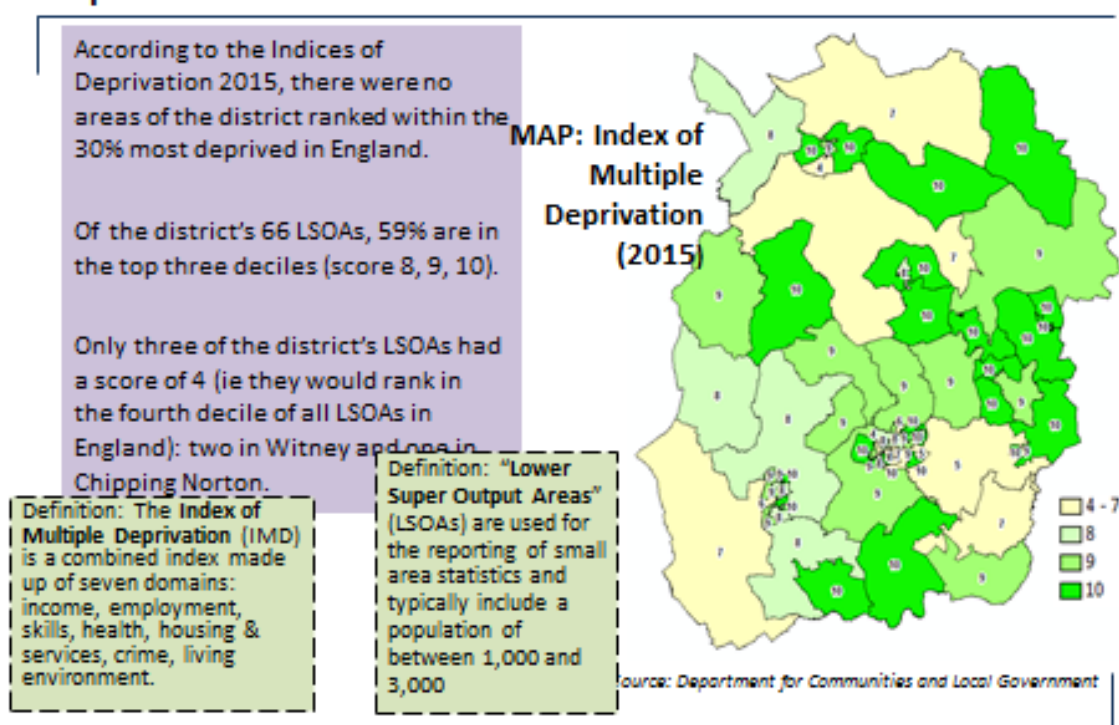 According to the Indices of
Deprivation 2015, there were no
areas of the district ranked within the
30% most deprived in England.
Of the district's 66 LSOAs, 59% are in
the top three deciles (score 8, 9, 10).
Only three of the district's LSOAs had
a score of 4 (ie they would rank in
the fourth decile of all LSOAs in
England): two in Witney and one in
Chipping Norton.
Definition: The Index of
Multiple Deprivation (IMD)
is a combined index made
up of seven domains:
income, employment,
skills, health, housing &
services, crime, living
environment.
Definition: "Lower
Super Output Areas"
(LSOAs) are used for
the reporting of small
area statistics and
typically include a
population of
between 1,000 and
3,000
MAP: Index of
Multiple
Deprivation
(2015)
4 - 7
8
9
10
ource: Department for Communities and Local Government